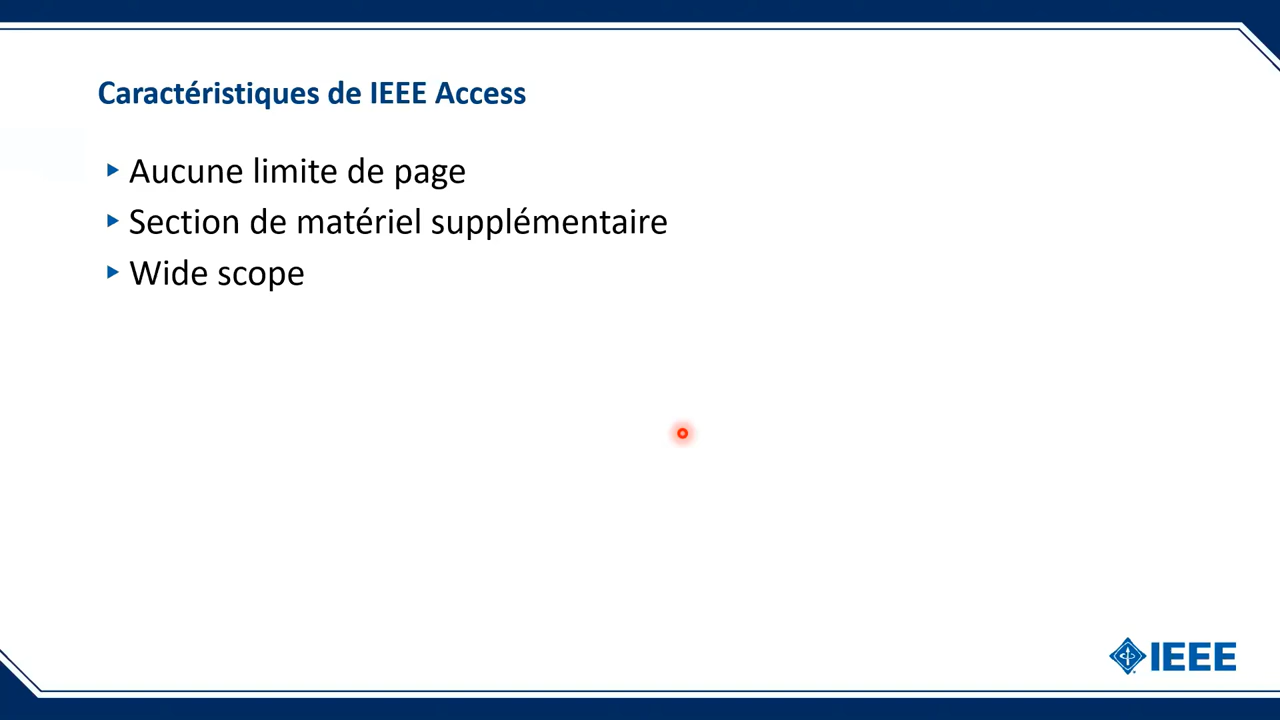 Caractéristiques de IEEE Access
Aucune limite de page
Section de matériel supplémentaire
Wide scope
IEEE